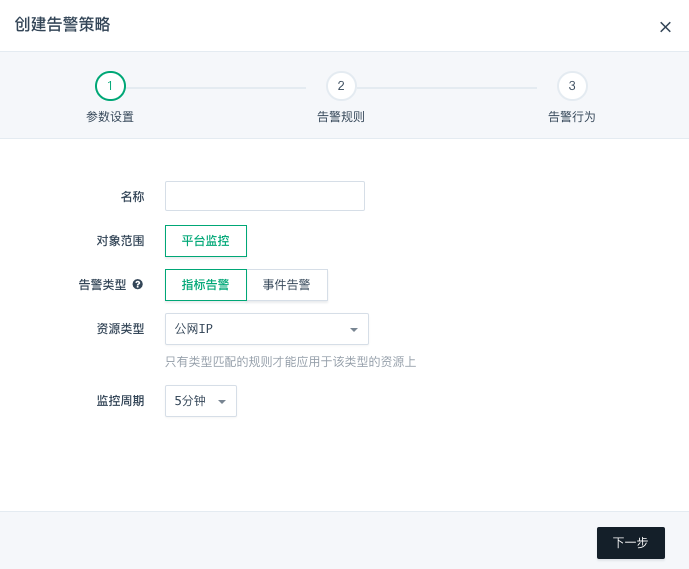 创建告警策略
1
2
3
参数设置
告警规则
告警行为
名称
对象范围
平台监控
告警类型
指标告警
事件告警
资源类型
公网IP
只有类型匹配的规则才能应用于该类型的资源上
监控周期
5分钟
下一步